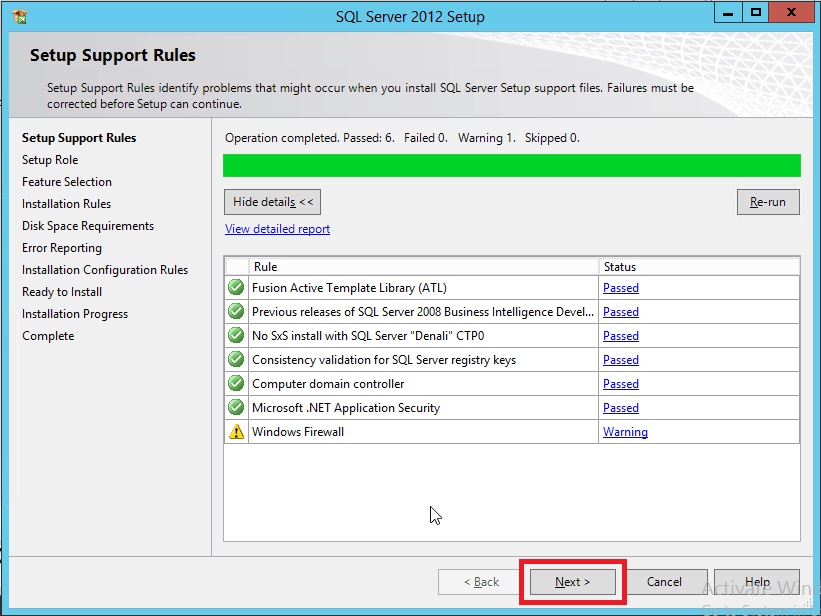 SQL Server 2012 Setup
Setup Support Rules
Setup Support Rules identify problems that might occur when you install SQL Server Setup support files. Failures must be
corrected before Setup can continue.
Setup Support Rules
Setup Role
Feature Selection
Installation Rules
Disk Space Requirements
Error Reporting
Installation Configuration Rules
Ready to Install
Installation Progress
Complete
Operation completed. Passed: 6. Failed 0. Warning 1. Skipped 0.
Hide details <<
Re-run
View detailed report
Rule Status
Fusion Active Template Library (ATL) Passed
Previous releases of SQL Server 2008 Business Intelligence Devel... Passed
No SxS install with SQL Server "Denali" CTP0 Passed
Consistency validation for SQL Server registry keys Passed
Computer domain controller Passed
Microsoft .NET Application Security Passed
Windows Firewall Warning
< Back Next > Cancel Help
Activate Win